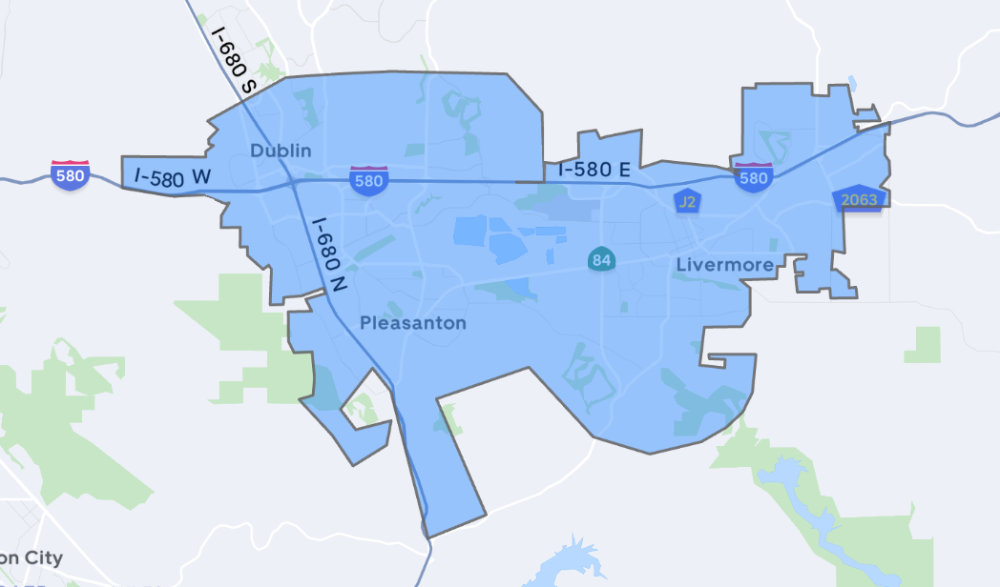 I-680 S
Dublin
580
I-580 W
580
I-580 E
580
J2
2063
I-680 N
84
Livermore
Pleasanton
on City